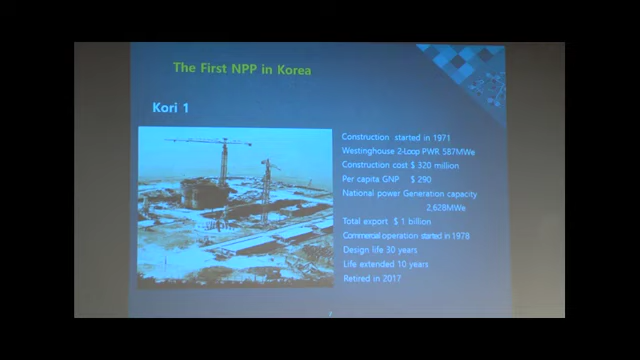 The First NPP in Korea
Kori 1
Construction started in 1971
Westinghouse 2-Loop PWR 587MWe
Construction cost $ 320 million
Per capita GNP $ 290
National power Generation capacity
2,628MWe
Total export $ 1 billion
Commercial operation started in 1978
Design life 30 years
Life extended 10 years
Retired in 2017